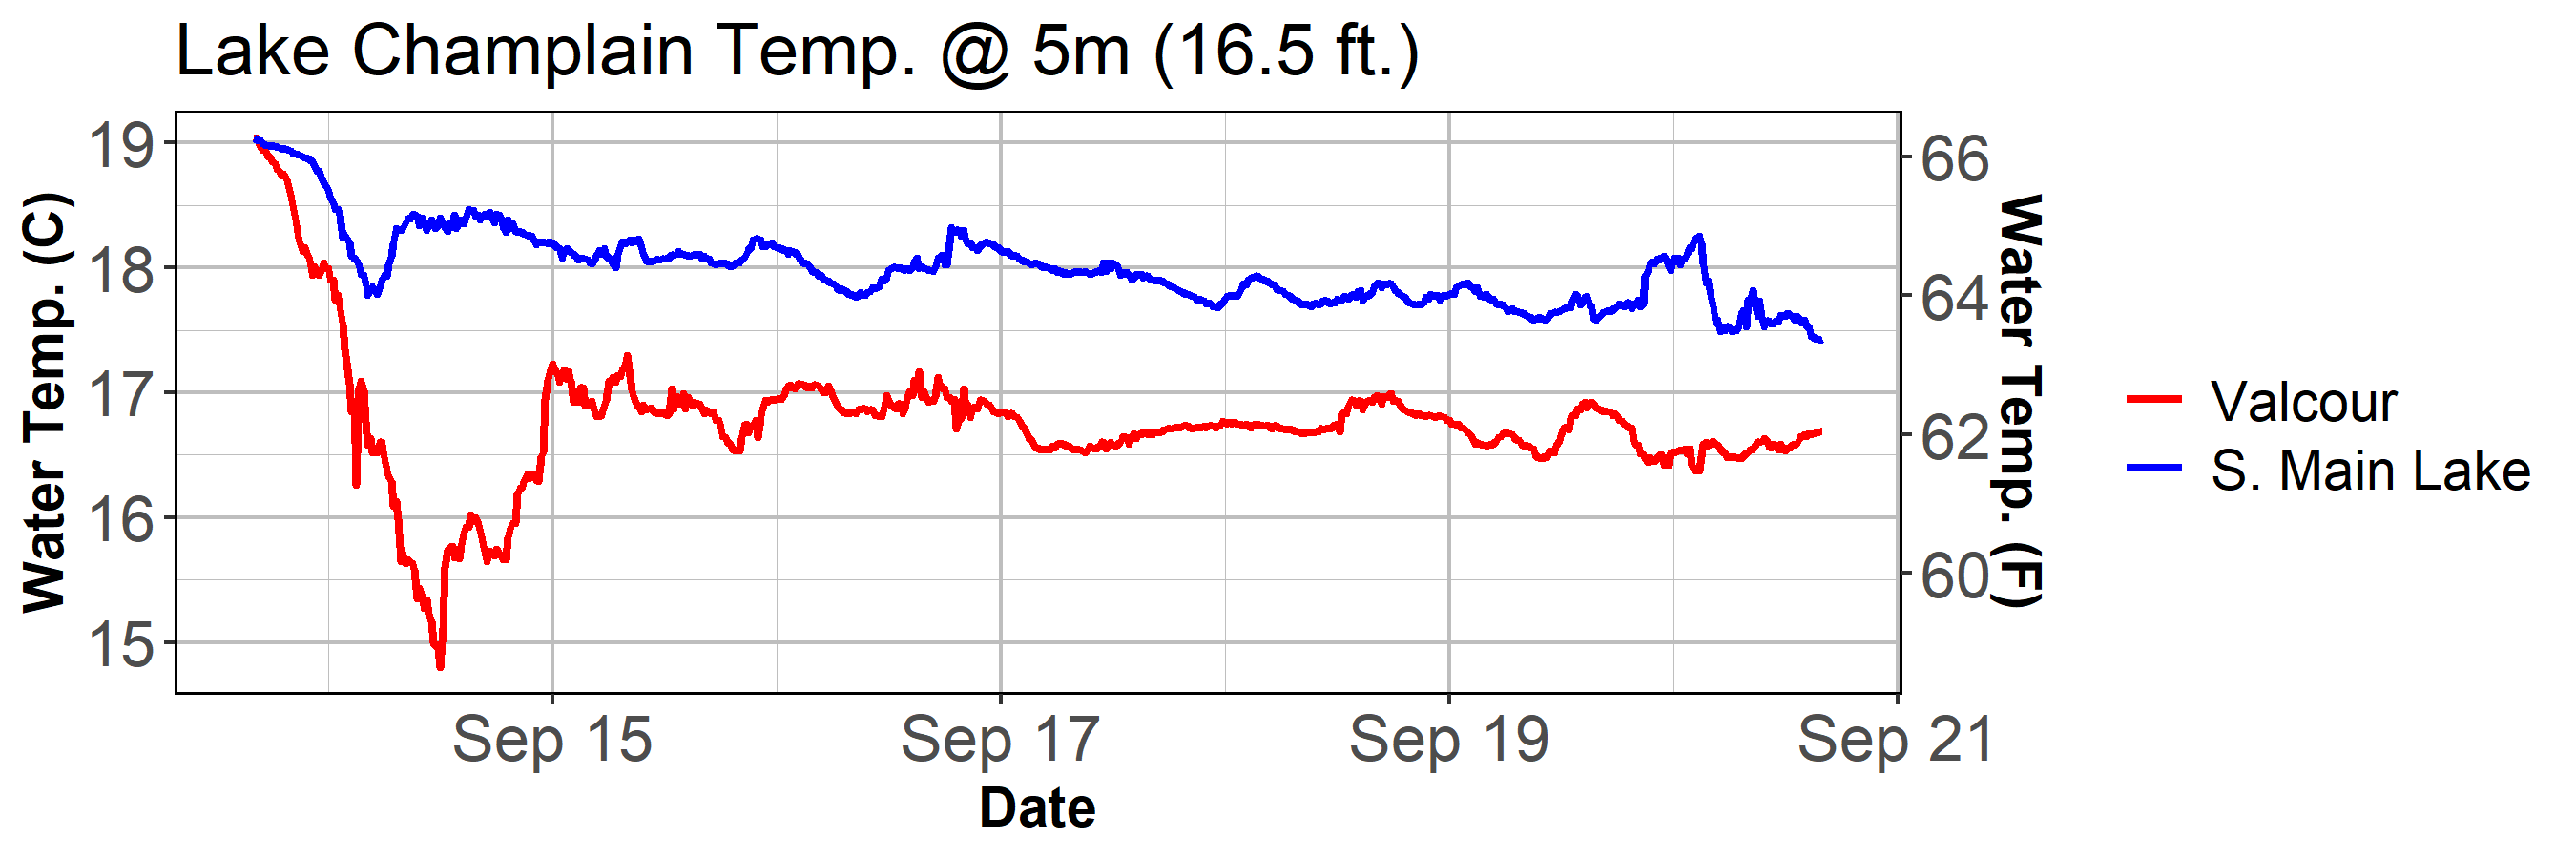 Lake Champlain Temp. @ 5m (16.5 ft.)
Water Temp. (C)
19
18
17
16
15
66
64
62
60
Water Temp. (F)
Sep 15
Sep 17
Sep 19
Sep 21
Date
Valcour
S. Main Lake